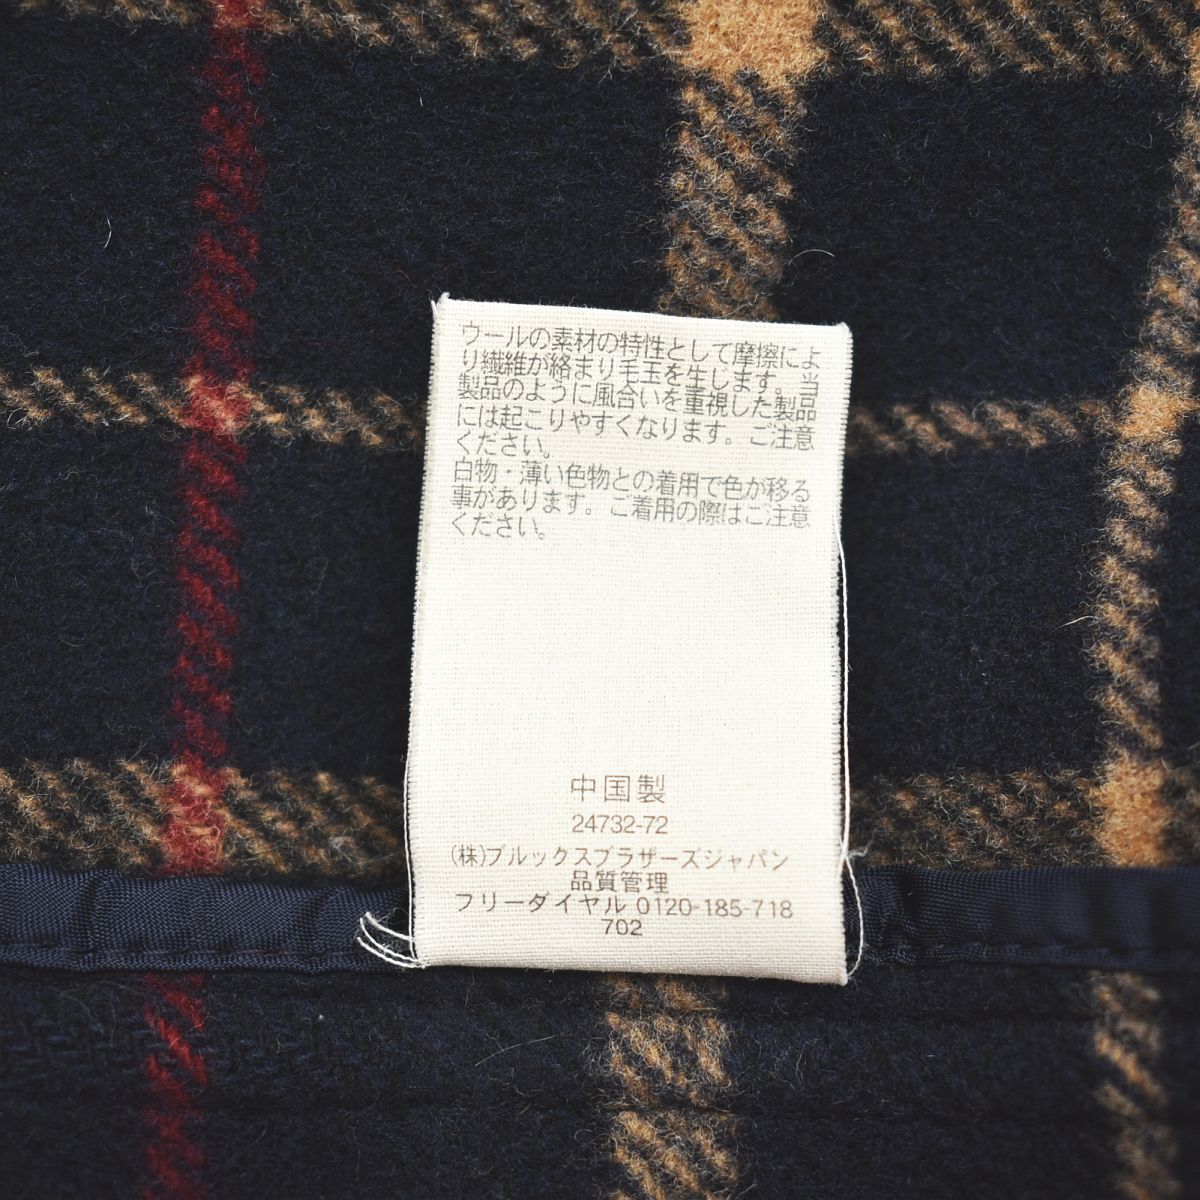 ウールの素材の特性として摩擦によ
り繊維が絡まり毛玉を生します。当
製品のように風合いを重視した製品
には起こりやすくなります。ご注意
ください。
白物・薄い色物との着用で色が移る
事があります。ご着用の際はご注意
ください。
中国製
24732-72
(株)ブルックスブラザーズジャパン
品質管理
フリーダイヤル 0120-185-718
702